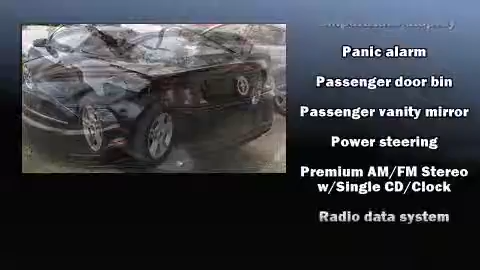 Panic alarm
Passenger door bin
Passenger vanity mirror
Power steering
Premium AM/FM Stereo
w/Single CD/Clock
Radio data system